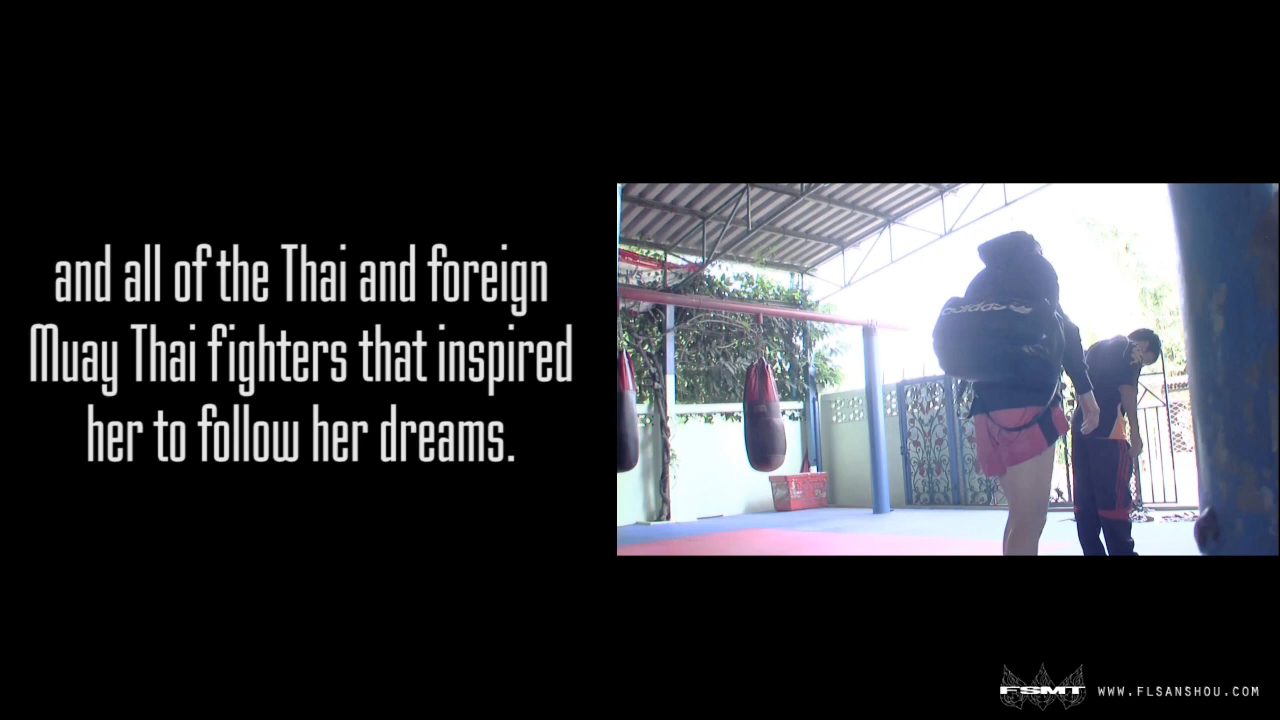 and all of the Thai and foreign
Muay Thai fighters that inspired
her to follow her dreams.
FSMT WWW.FLSANSHOU.COM